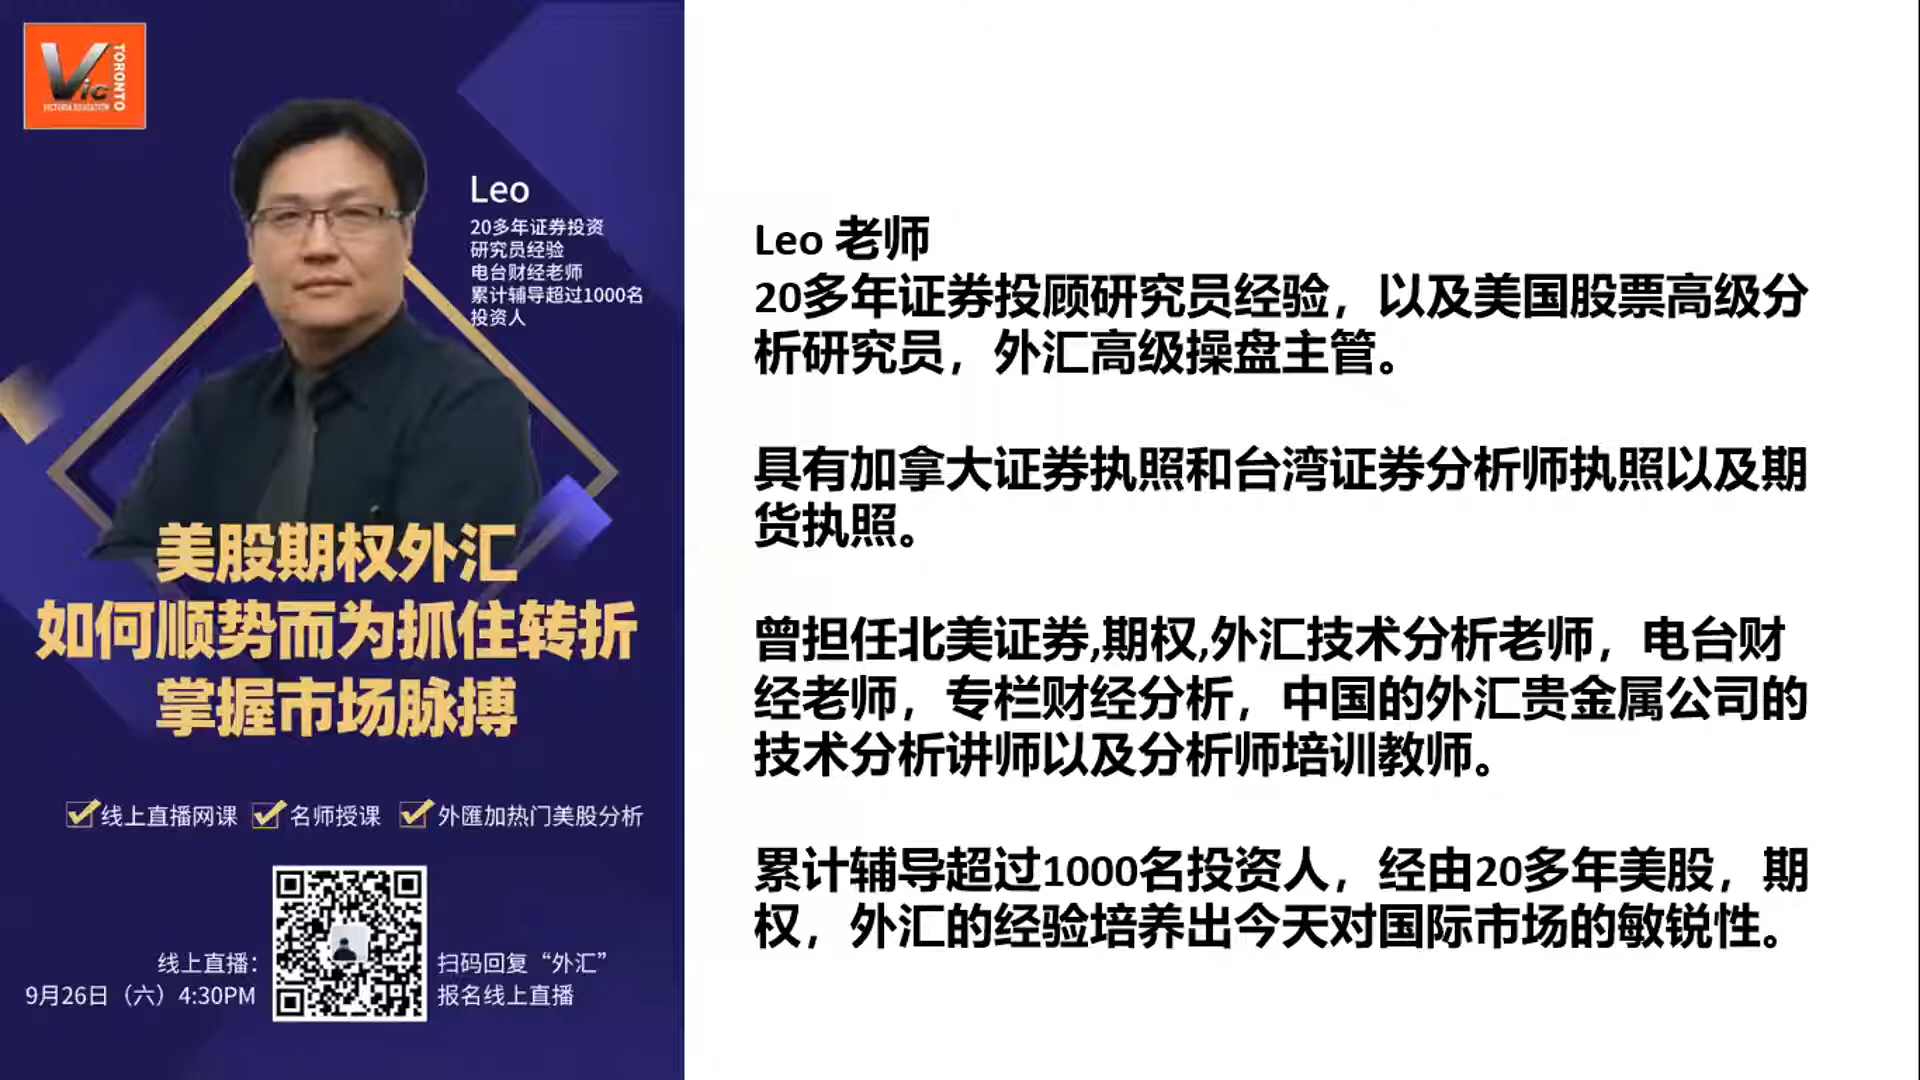 Vic
TORONTO
VICTORIA EDUCATION
Leo
20多年证券投资
研究员经验
电台财经老师
累计辅导超过1000名
投资人
美股期权外汇
如何顺势而为抓住转折
掌握市场脉搏
线上直播网课 名师授课 外匯加热门美股分析
线上直播：
9月26日（六）4:30PM
扫码回复“外汇”
报名线上直播
Leo 老师
20多年证券投顾研究员经验，以及美国股票高级分
析研究员，外汇高级操盘主管。
具有加拿大证券执照和台湾证券分析师执照以及期
货执照。
曾担任北美证券,期权,外汇技术分析老师，电台财
经老师，专栏财经分析，中国的外汇贵金属公司的
技术分析讲师以及分析师培训教师。
累计辅导超过1000名投资人，经由20多年美股，期
权，外汇的经验培养出今天对国际市场的敏锐性。